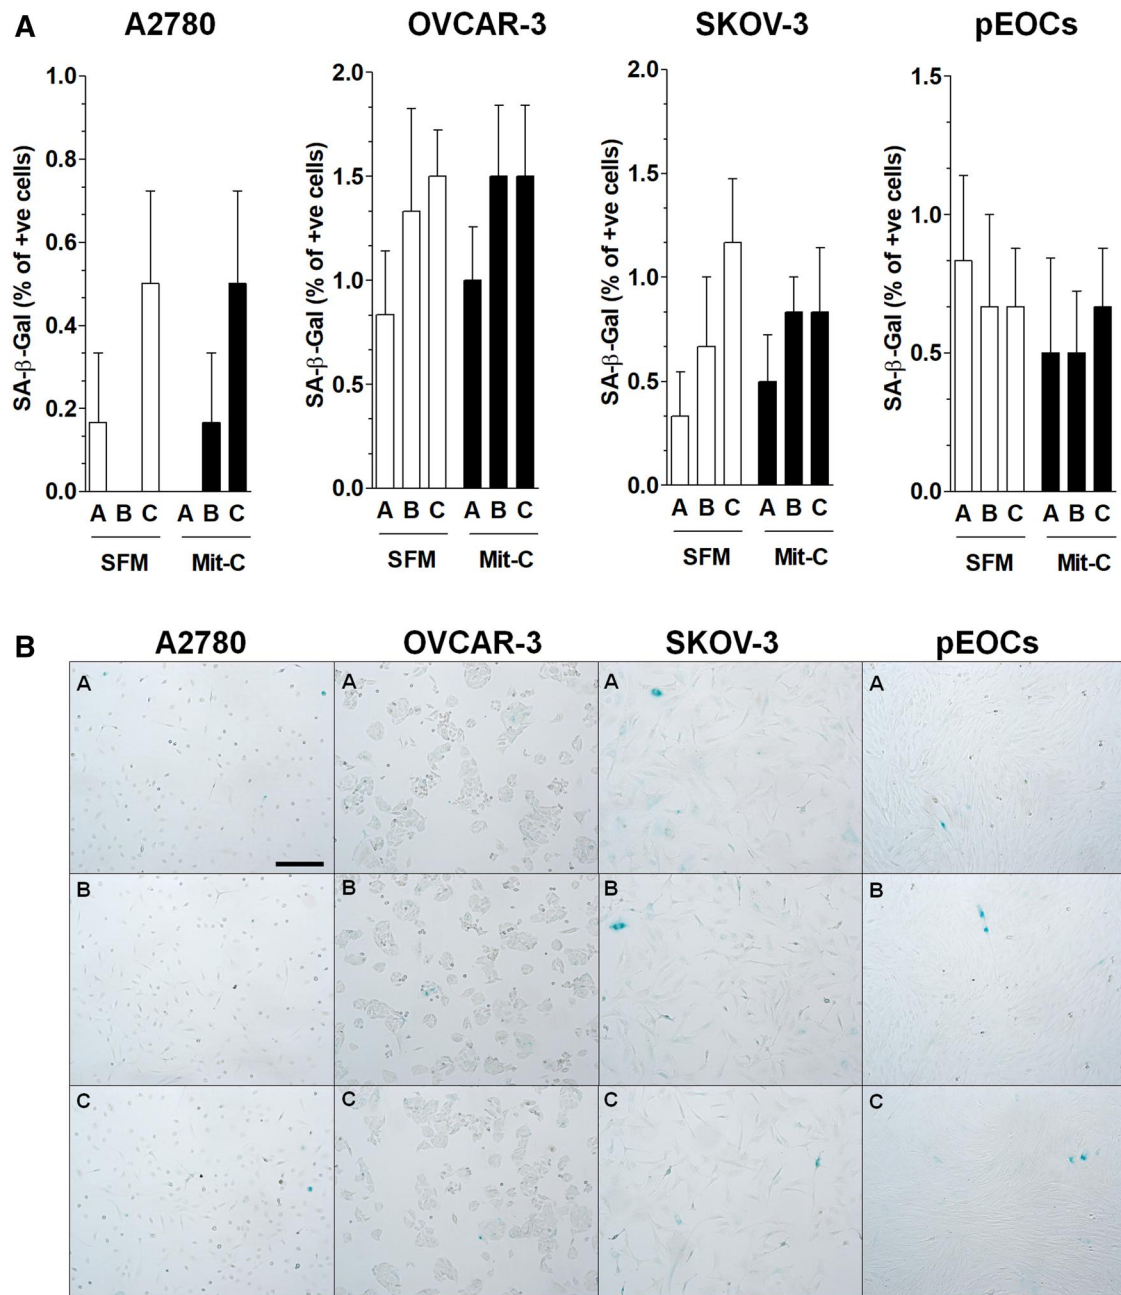 A
A2780
OVCAR-3
SKOV-3
pEOCs
SA-β-Gal (% of +ve cells)
1.0
0.8
0.6
0.4
0.2
0.0
A B C A B C
SFM Mit-C
SA-β-Gal (% of +ve cells)
2.0
1.5
1.0
0.5
0.0
A B C A B C
SFM Mit-C
SA-β-Gal (% of +ve cells)
2.0
1.5
1.0
0.5
0.0
A B C A B C
SFM Mit-C
SA-β-Gal (% of +ve cells)
1.5
1.0
0.5
0.0
A B C A B C
SFM Mit-C
B
A2780
OVCAR-3
SKOV-3
pEOCs
A A A A
B B B B
C C C C